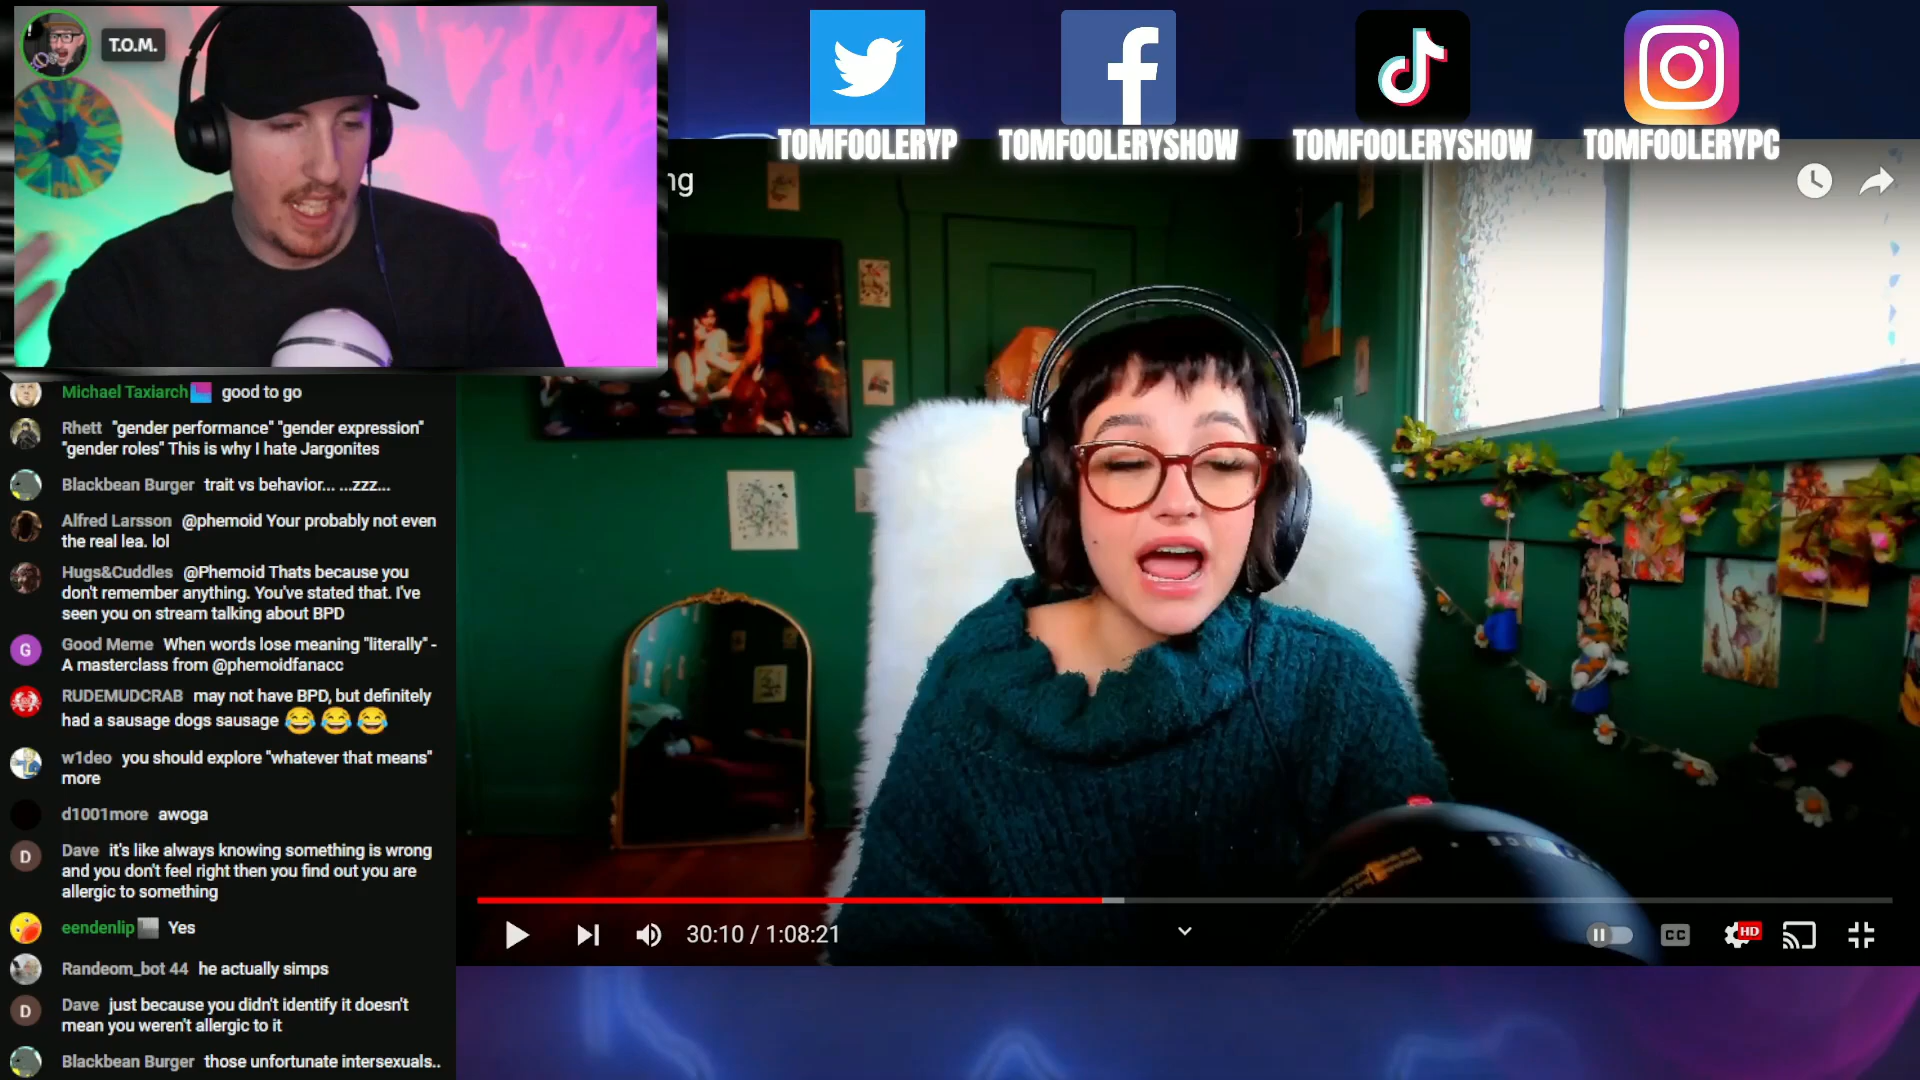 T.O.M.
TOMFOOLERYP
TOMFOOLERYSHOW
TOMFOOLERYSHOW
TOMFOOLERYPC
ng
Michael Taxiarch good to go
Rhett "gender performance" "gender expression"
"gender roles" This is why I hate Jargonites
Blackbean Burger trait vs behavior... ...zzz...
Alfred Larsson @phemoid Your probably not even
the real lea. lol
Hugs&Cuddles @Phemoid Thats because you
don't remember anything. You've stated that. I've
seen you on stream talking about BPD
G
Good Meme When words lose meaning "literally" -
A masterclass from @phemoidfanacc
RUDEMUDCRAB may not have BPD, but definitely
had a sausage dogs sausage 😂😂😂
w1deo you should explore "whatever that means"
more
d1001more awoga
D
Dave it's like always knowing something is wrong
and you don't feel right then you find out you are
allergic to something
eendenlip Yes
Randeom_bot 44 he actually simps
D
Dave just because you didn't identify it doesn't
mean you weren't allergic to it
Blackbean Burger those unfortunate intersexuals..
30:10 / 1:08:21
CC
HD